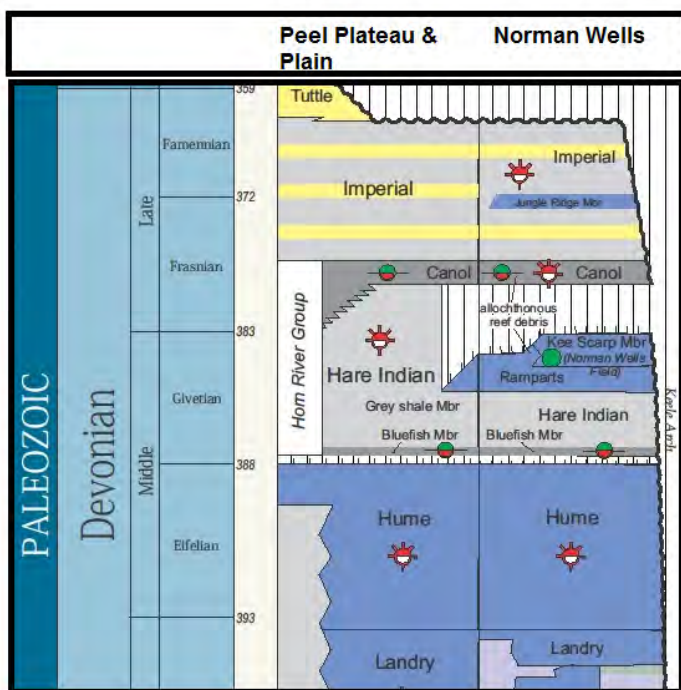 Peel Plateau &
Plain
Norman Wells
PALEOZOIC
Devonian
Late
Middle
Famennian
Frasnian
Givetian
Eifelian
359
372
383
388
393
Tuttle
Imperial
Imperial
Jungle Ridge Mbr
Canol
Canol
allochthonous
reef debris
Horn River Group
Kee Scarp Mbr
(Norman Wells
Field)
Hare Indian
Ramparts
Grey shale Mbr
Hare Indian
Bluefish Mbr
Bluefish Mbr
Keele Arch
Hume
Hume
Landry
Landry